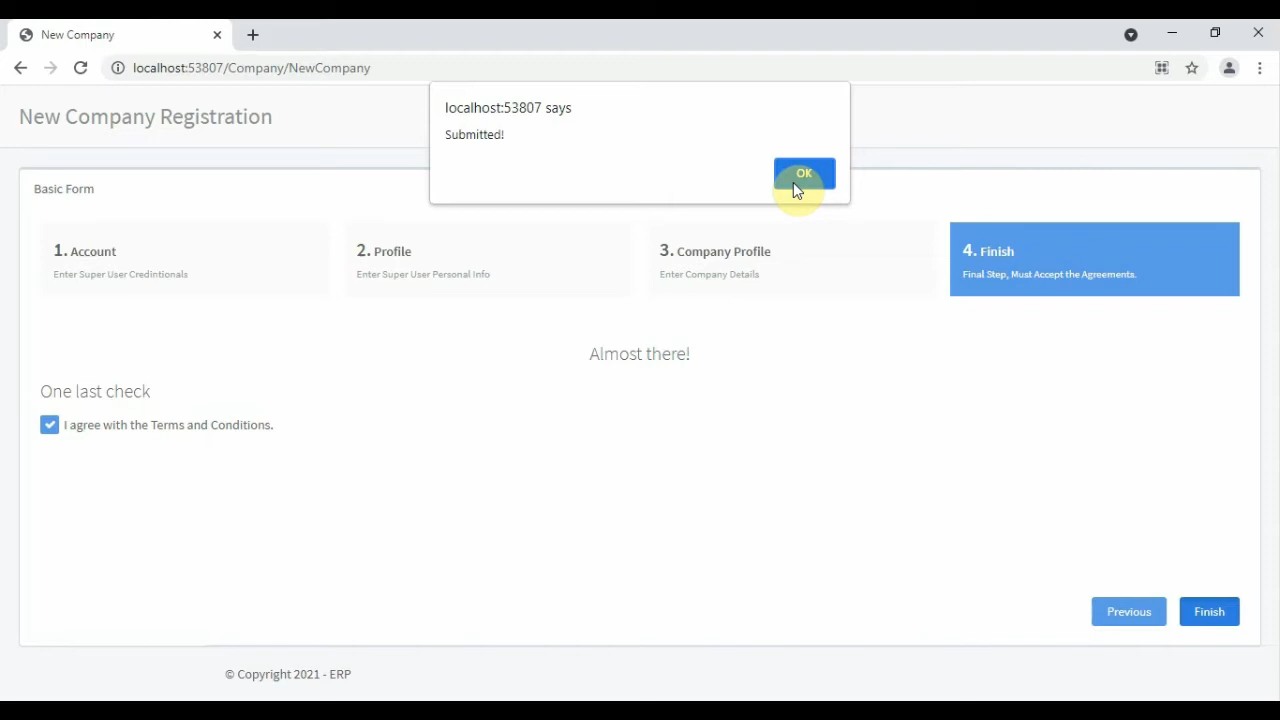 New Company
localhost:53807/Company/NewCompany
localhost:53807 says
Submitted!
OK
New Company Registration
Basic Form
1. Account
Enter Super User Credintionals
2. Profile
Enter Super User Personal Info
3. Company Profile
Enter Company Details
4. Finish
Final Step, Must Accept the Agreements.
Almost there!
One last check
I agree with the Terms and Conditions.
Previous
Finish
© Copyright 2021 - ERP